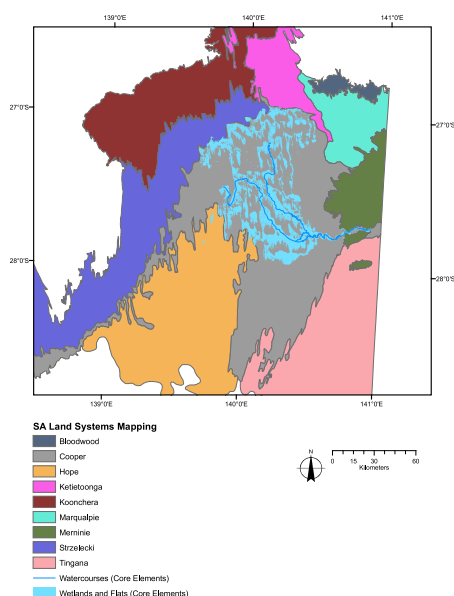 139°0'E 140°0'E 141°0'E
27°0'S 27°0'S
28°0'S 28°0'S
139°0'E 140°0'E 141°0'E
SA Land Systems Mapping
Bloodwood
Cooper
Hope
Ketietoonga
Koonchera
Marqualpie
Merninie
Strzelecki
Tingana
Watercourses (Core Elements)
Wetlands and Flats (Core Elements)
N
0 15 30 45 60
Kilometers